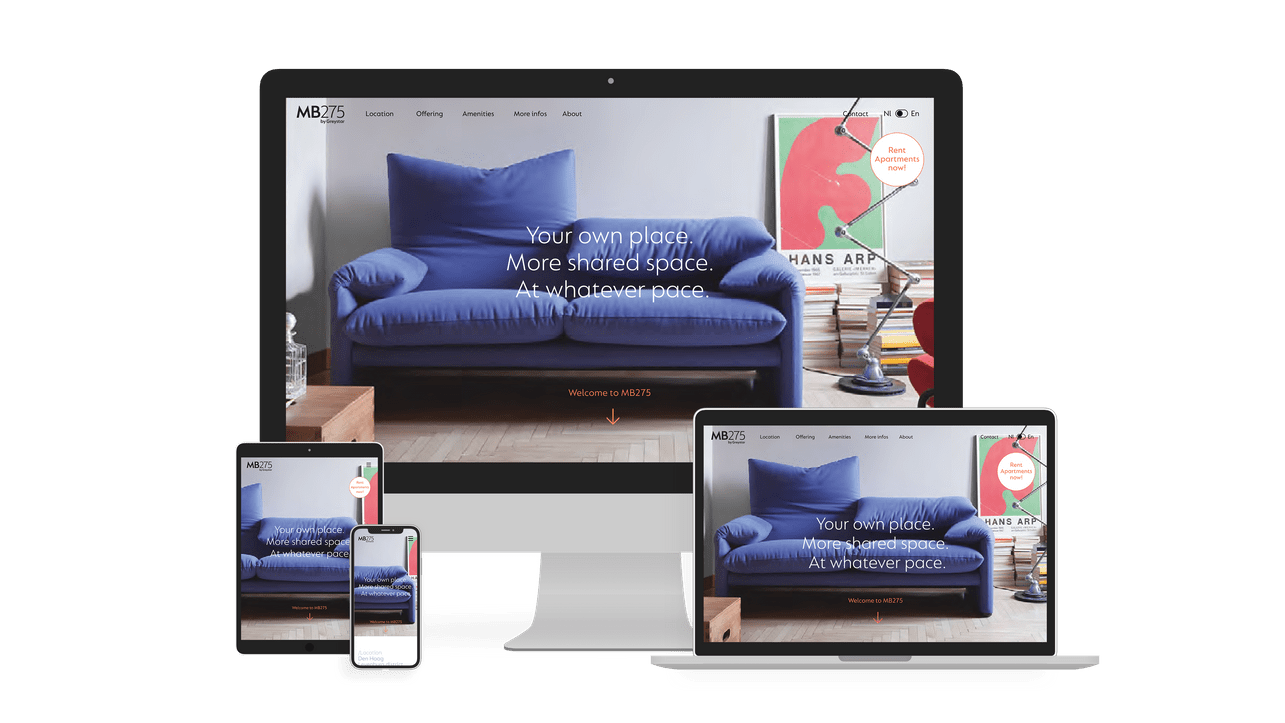 MB275
by Greystar
Location Offering Amenities More infos About Contact Nl En
Rent
Apartments
now!
HANS ARP
Your own place.
More shared space.
At whatever pace.
Welcome to MB275
MB275
by Greystar
Rent
Apartments
now!
Your own place.
More shared space
At whatever pace
Welcome to MB275
MB275
Your own place.
More shared space.
At whatever pace
Welcome to MB275
Den Haag
MB275
by Greystar
Location Offering Amenities More infos About Contact Nl En
Rent
Apartments
now!
HANS ARP
Your own place.
More shared space.
At whatever pace.
Welcome to MB275